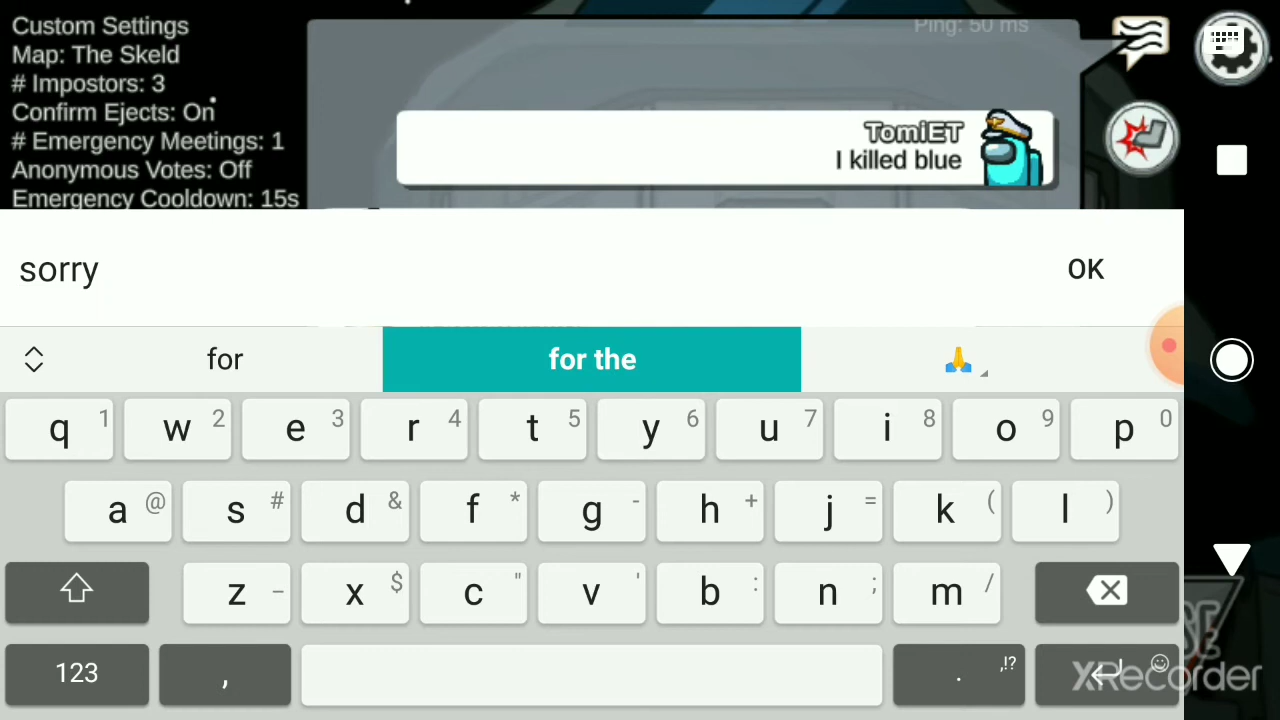 Custom Settings
Map: The Skeld
# Impostors: 3
Confirm Ejects: On
# Emergency Meetings: 1
Anonymous Votes: Off
Emergency Cooldown: 15s
Ping: 50 ms
TomiET
I killed blue
sorry
OK
for
for the
q 1 w 2 e 3 r 4 t 5 y 6 u 7 i 8 o 9 p 0
a @ s # d & f * g - h + j = k ( l )
z _ x $ c " v ' b : n ; m /
123 , . ,!?
XRecorder